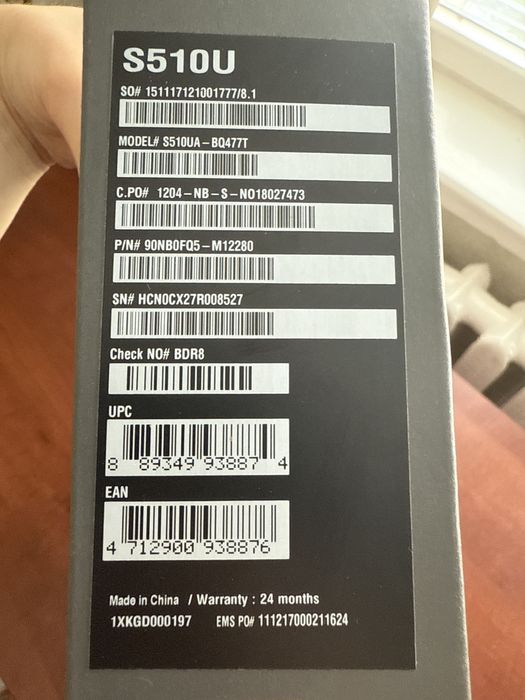 S510U
SO# 151117121001777/8.1
MODEL# S510UA-BQ477T
C.PO# 1204-NB-S-NO18027473
P/N# 90NB0FQ5-M12280
SN# HCN0CX27R008527
Check NO# BDR8
UPC
8 89349 93887 4
EAN
4 712900 938876
Made in China / Warranty : 24 months
1XKGD000197 EMS PO# 111217000211624